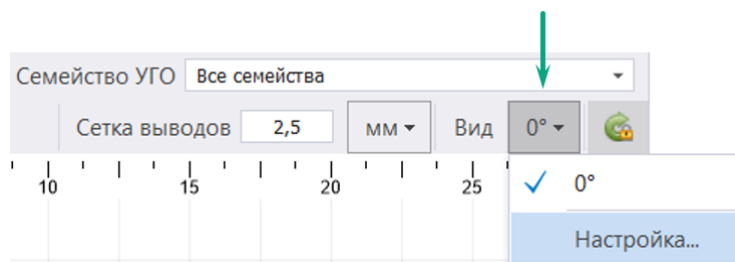 Семейство УГО Все семейства
Сетка выводов 2,5 мм Вид 0°
10 15 20 25
0°
Настройка...